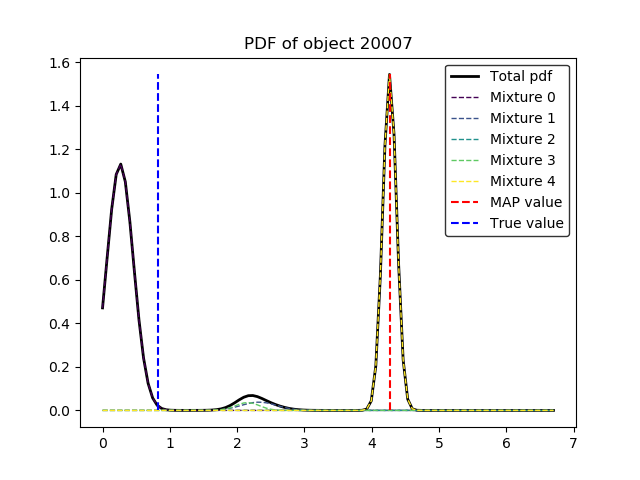 PDF of object 20007
1.6
1.4
1.2
1.0
0.8
0.6
0.4
0.2
0.0
0 1 2 3 4 5 6 7
Total pdf
Mixture 0
Mixture 1
Mixture 2
Mixture 3
Mixture 4
MAP value
True value